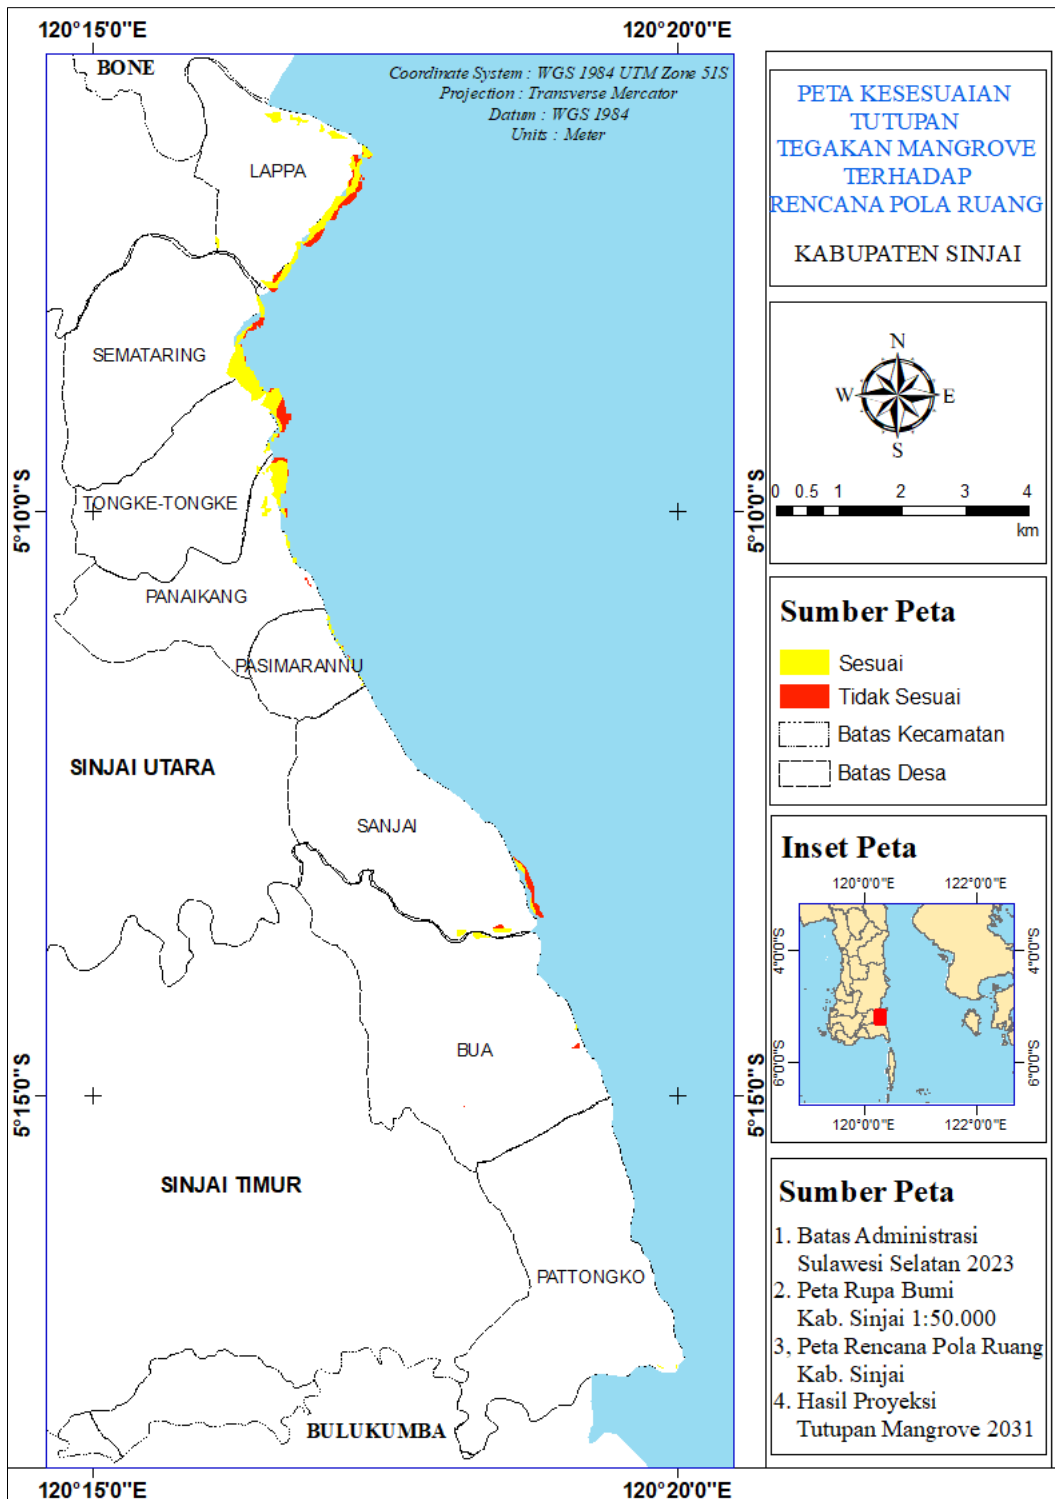 120°15'0"E
120°20'0"E
BONE
Coordinate System : WGS 1984 UTM Zone 51S
Projection : Transverse Mercator
Datum : WGS 1984
Units : Meter
LAPPA
SEMATARING
TONGKE-TONGKE
5°10'0"S
5°10'0"S
PANAIKANG
PASIMARANNU
SINJAI UTARA
SANJAI
BUA
5°15'0"S
5°15'0"S
SINJAI TIMUR
PATTONGKO
BULUKUMBA
120°15'0"E
120°20'0"E
PETA KESESUAIAN
TUTUPAN
TEGAKAN MANGROVE
TERHADAP
RENCANA POLA RUANG
KABUPATEN SINJAI
N
W
E
S
0 0.5 1 2 3 4
km
Sumber Peta
Sesuai
Tidak Sesuai
Batas Kecamatan
Batas Desa
Inset Peta
120°0'0"E
122°0'0"E
4°0'0"S
4°0'0"S
6°0'0"S
6°0'0"S
120°0'0"E
122°0'0"E
Sumber Peta
1. Batas Administrasi
Sulawesi Selatan 2023
2. Peta Rupa Bumi
Kab. Sinjai 1:50.000
3, Peta Rencana Pola Ruang
Kab. Sinjai
4. Hasil Proyeksi
Tutupan Mangrove 2031